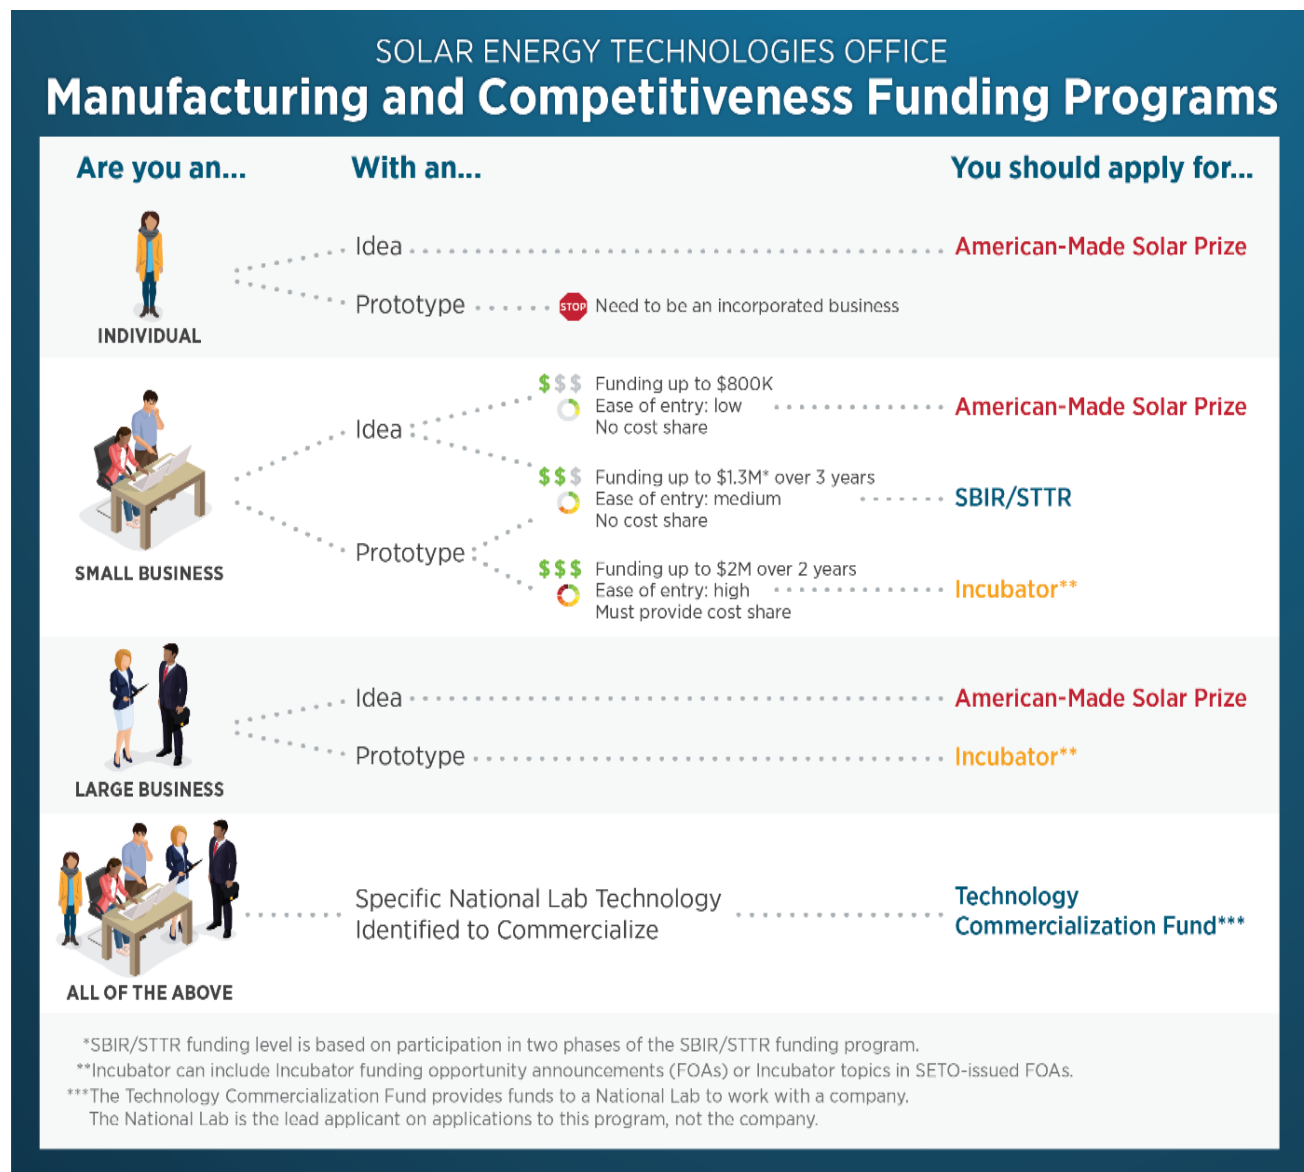 SOLAR ENERGY TECHNOLOGIES OFFICE
Manufacturing and Competitiveness Funding Programs
Are you an...
With an...
You should apply for...
INDIVIDUAL
Idea
American-Made Solar Prize
Prototype
STOP
Need to be an incorporated business
SMALL BUSINESS
Idea
$$$
Funding up to $800K
Ease of entry: low
No cost share
American-Made Solar Prize
$$$
Funding up to $1.3M* over 3 years
Ease of entry: medium
No cost share
SBIR/STTR
Prototype
$$$
Funding up to $2M over 2 years
Ease of entry: high
Must provide cost share
Incubator**
LARGE BUSINESS
Idea
American-Made Solar Prize
Prototype
Incubator**
ALL OF THE ABOVE
Specific National Lab Technology
Identified to Commercialize
Technology
Commercialization Fund***
*SBIR/STTR funding level is based on participation in two phases of the SBIR/STTR funding program.
**Incubator can include Incubator funding opportunity announcements (FOAs) or Incubator topics in SETO-issued FOAs.
***The Technology Commercialization Fund provides funds to a National Lab to work with a company.
The National Lab is the lead applicant on applications to this program, not the company.